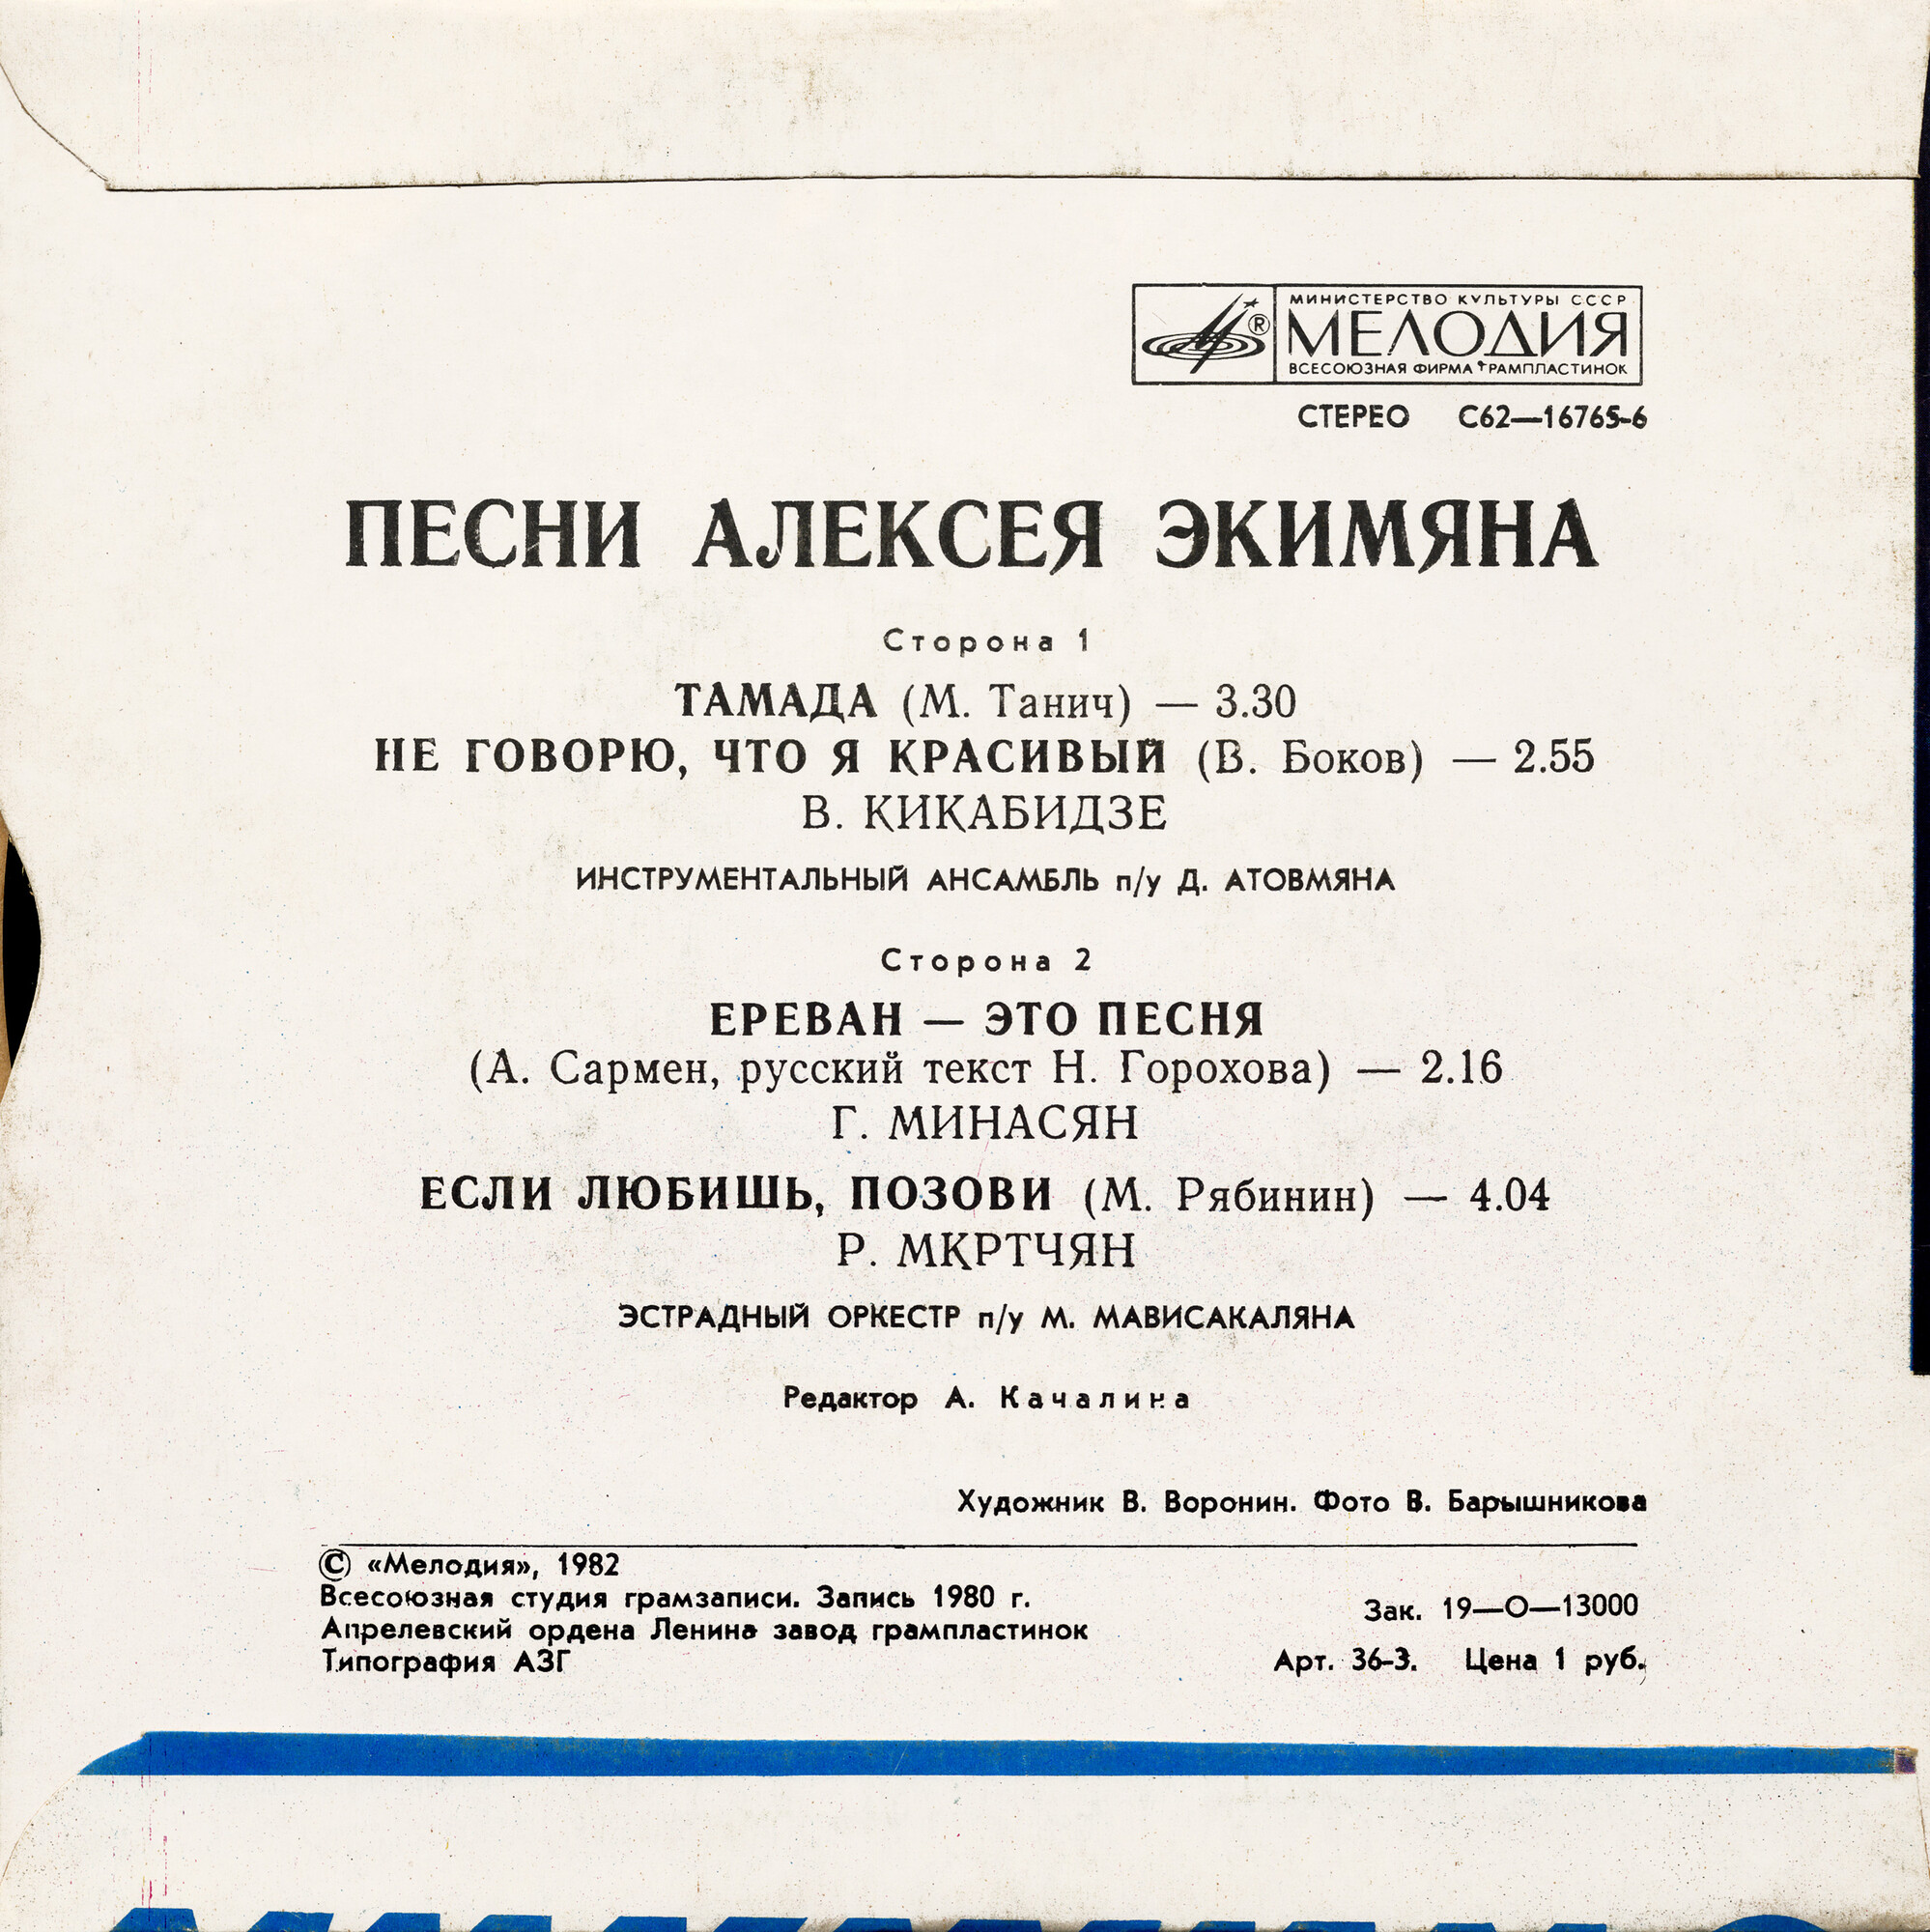 МИНИСТЕРСТВО КУЛЬТУРЫ СССР
МЕЛОДИЯ
ВСЕСОЮЗНАЯ ФИРМА ГРАМПЛАСТИНОК
®
СТЕРЕО С62—16765-6
ПЕСНИ АЛЕКСЕЯ ЭКИМЯНА
Сторона 1
ТАМАДА (М. Танич) — 3.30
НЕ ГОВОРЮ, ЧТО Я КРАСИВЫЙ (В. Боков) — 2.55
В. КИКАБИДЗЕ
ИНСТРУМЕНТАЛЬНЫЙ АНСАМБЛЬ п/у Д. АТОВМЯНА
Сторона 2
ЕРЕВАН — ЭТО ПЕСНЯ
(А. Сармен, русский текст Н. Горохова) — 2.16
Г. МИНАСЯН
ЕСЛИ ЛЮБИШЬ, ПОЗОВИ (М. Рябинин) — 4.04
Р. МКРТЧЯН
ЭСТРАДНЫЙ ОРКЕСТР п/у М. МАВИСАКАЛЯНА
Редактор А. Качалина
Художник В. Воронин. Фото В. Барышникова
© «Мелодия», 1982
Всесоюзная студия грамзаписи. Запись 1980 г.
Апрелевский ордена Ленина завод грампластинок
Типография АЗГ
Зак. 19—О—13000
Арт. 36-3. Цена 1 руб.